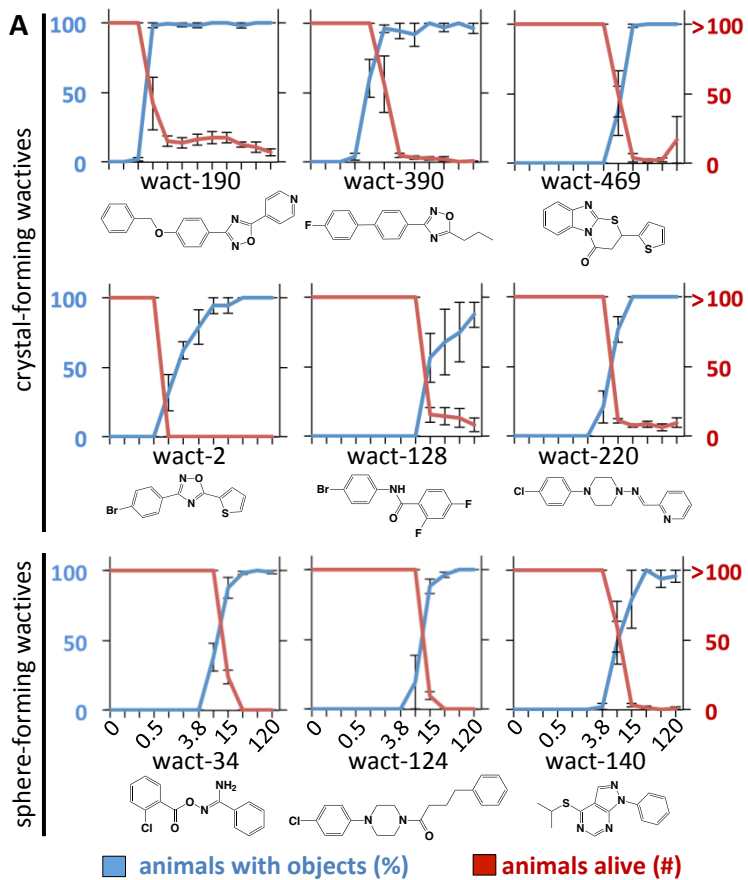 A
crystal-forming wactives
100
50
0
>100
50
0
wact-190
wact-390
wact-469
N
O
N
O
N
F
N
O
N
N
S
N
O
S
100
50
0
>100
50
0
wact-2
wact-128
wact-220
Br
N
O
N
S
Br
NH
O
F
F
Cl
N
N
N
N
sphere-forming wactives
100
50
0
>100
50
0
0 0.5 3.8 15 120
0 0.5 3.8 15 120
0 0.5 3.8 15 120
wact-34
wact-124
wact-140
NH2
O
N
O
Cl
Cl
N
N
O
S
N
N
N
N
animals with objects (%)
animals alive (#)